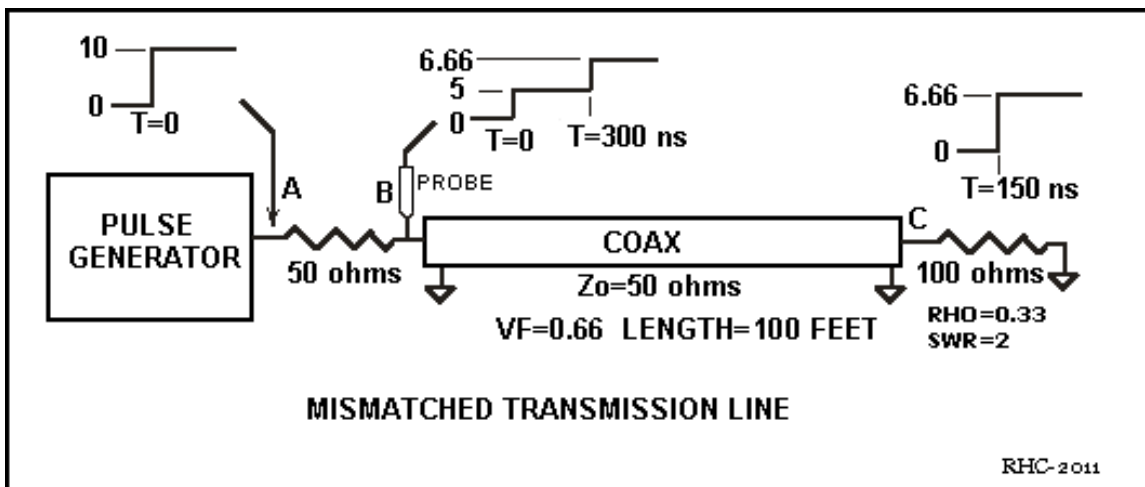 10
0
T=0
6.66
5
0
T=0
T=300 ns
6.66
0
T=150 ns
A
B
PROBE
C
PULSE
GENERATOR
50 ohms
COAX
Zo=50 ohms
100 ohms
VF=0.66 LENGTH=100 FEET
RHO=0.33
SWR=2
MISMATCHED TRANSMISSION LINE
RHC-2011